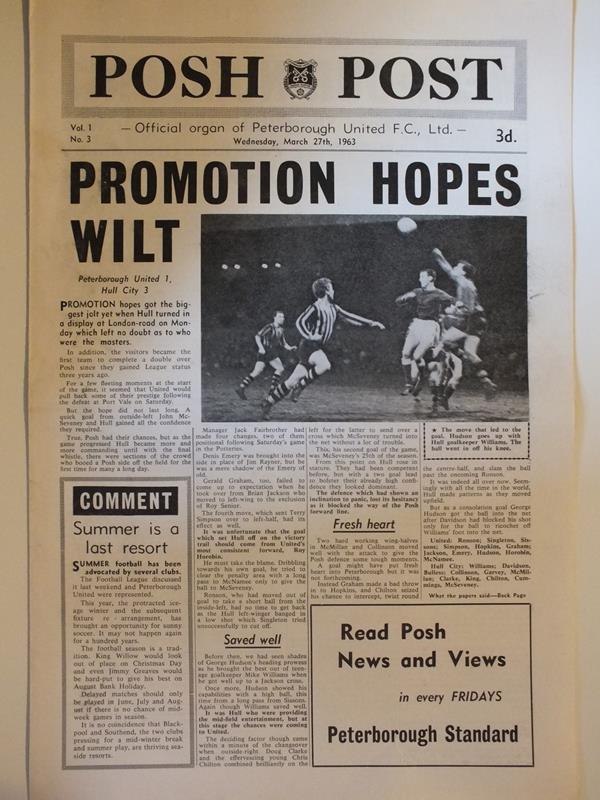 POSH POST
Vol. 1
No. 3
— Official organ of Peterborough United F.C., Ltd. —
Wednesday, March 27th, 1963
3d.
PROMOTION HOPES
WILT
Peterborough United 1,
Hull City 3
PROMOTION hopes got the big-
gest jolt yet when Hull turned in
a display at London-road on Mon-
day which left no doubt as to who
were the masters.
In addition, the visitors became the
first team to complete a double over
Posh since they gained League status
three years ago.
For a few fleeting moments at the start
of the game, it seemed that United would
pull back some of their prestige following
the defeat at Port Vale on Saturday.
But the hope did not last long. A
quick goal from outside-left John Mc-
Seveney and Hull gained all the confidence
they required.
True, Posh had their chances, but as the
game progressed Hull became more and
more commanding until with the final
whistle, there were sections of the crowd
who booed a Posh side off the field for the
first time for many a long day.
COMMENT
Summer is a
last resort
SUMMER football has been
advocated by several clubs.
The Football League discussed
it last weekend and Peterborough
United were represented.
This year, the protracted ice-
age winter and the subsequent
fixture re-arrangement, has
brought an opportunity for sunny
soccer. It may not happen again
for a hundred years.
The football season is a tradi-
tion. King Willow would look
out of place on Christmas Day
and even Jimmy Greaves would
be hard-put to give his best on
August Bank Holiday.
Delayed matches should only
be played in June, July and Aug-
ust if there is no chance of mid-
week games in season.
It is no coincidence that Black-
pool and Southend, the two clubs
pressing for a mid-winter break
and summer play, are thriving sea-
side resorts.
Manager Jack Fairbrother had
made four changes, two of them
positional following Saturday's game
in the Potteries.
Denis Emery was brought into the
side in place of Jim Rayner, but he
was a mere shadow of the Emery of
old.
Gerald Graham, too, failed to
come up to expectation when he
took over from Brian Jackson who
moved to left-wing to the exclusion
of Roy Senior.
The fourth move, which sent Terry
Simpson over to left-half, had its
effect as well.
It was unfortunate that the goal
which set Hull off on the victory
trail should come from United's
most consistent forward, Roy
Horobin.
He must take the blame. Dribbling
towards his own goal, he tried to
clear the penalty area with a long
pass to McNamee only to give the
ball to McSeveney.
Ronson, who had moved out of
goal to take a short ball from the
inside-left, had no time to get back
as the Hull left-winger banged in
a low shot which Singleton tried
unsuccessfully to cut off.
Saved well
Before then, we had seen shades
of George Hudson's heading prowess
as he brought the best out of teen-
age goalkeeper Mike Williams when
he got well up to a Jackson cross.
Once more, Hudson showed his
capabilities with a high ball, this
time from a long pass from Sissons.
Again though Williams saved well.
It was Hull who were providing
the mid-field entertainment, but at
this stage the chances were coming
to United.
The deciding factor though came
within a minute of the changeover
when outside-right Doug Clarke
and the effervescing young Chris
Chilton combined brilliantly on the
left for the latter to send over a
cross which McSeveney turned into
the net without a lot of trouble.
This, his second goal of the game,
was McSeveney's 25th of the season.
From this point on Hull rose in
stature. They had been competent
before, but with a two goal lead
to bolster their already high confi-
dence they looked dominant.
The defence which had shown an
inclination to panic, lost its hesitancy
as it blocked the way of the Posh
forward line.
Fresh heart
Two hard working wing-halves
in McMillan and Collinson moved
well with the attack to give the
Posh defence some tough moments.
A goal might have put fresh
heart into Peterborough but it was
not forthcoming.
Instead Graham made a bad throw
in to Hopkins, and Chilton seized
his chance to intercept, twist round
★ The move that led to the
goal. Hudson goes up with
Hull goalkeeper Williams. The
ball went in off his knee.
the centre-half, and slam the ball
past the oncoming Ronson.
It was indeed all over now. Seem-
ingly with all the time in the world,
Hull made patterns as they moved
upfield.
But as a consolation goal George
Hudson got the ball into the net
after Davidson had blocked his shot
only for the ball to ricochet off
Williams' foot into the net.
United: Ronson; Singleton, Sis-
sons; Simpson, Hopkins, Graham;
Jackson, Emery, Hudson, Horobin,
McNamee.
Hull City: Williams; Davidson,
Bulless; Collinson, Garvey, McMil-
lan; Clarke, King, Chilton, Cum-
mings, McSeveney.
What the papers said—Back Page
Read Posh
News and Views
in every FRIDAYS
Peterborough Standard